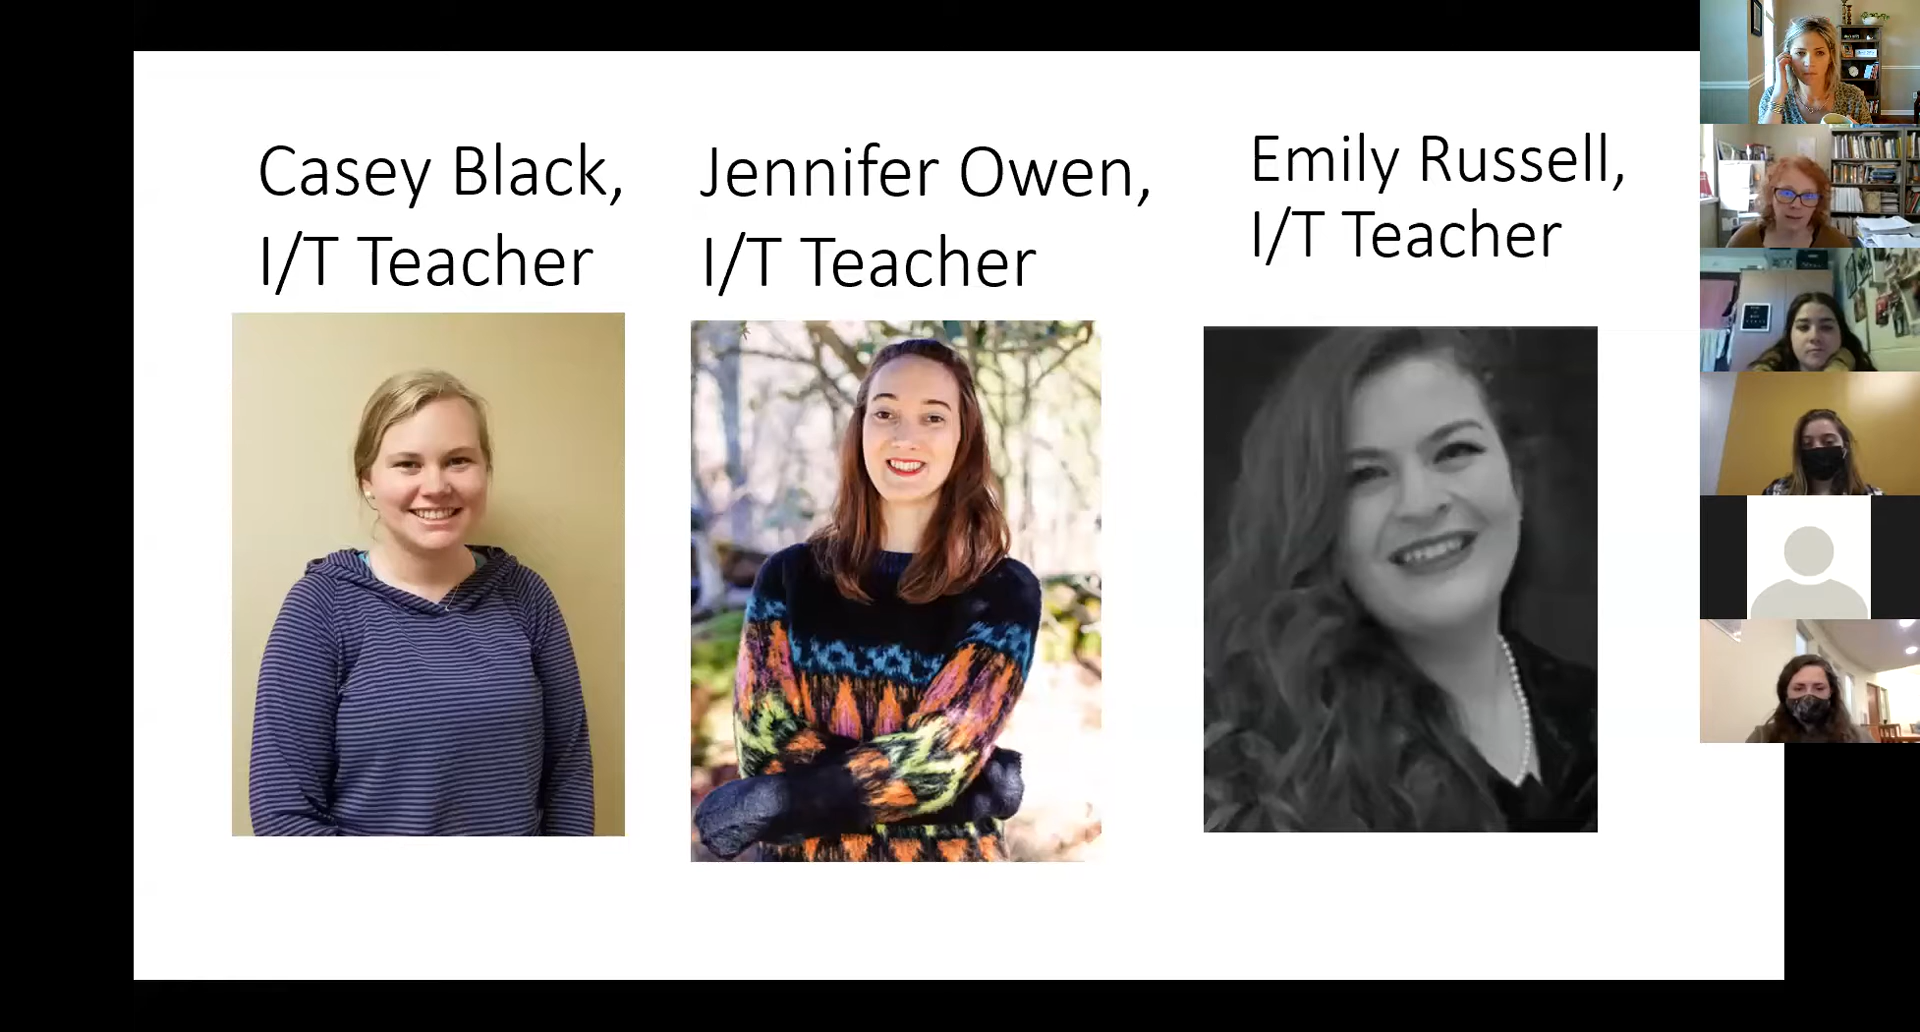 Casey Black,
I/T Teacher
Jennifer Owen,
I/T Teacher
Emily Russell,
I/T Teacher